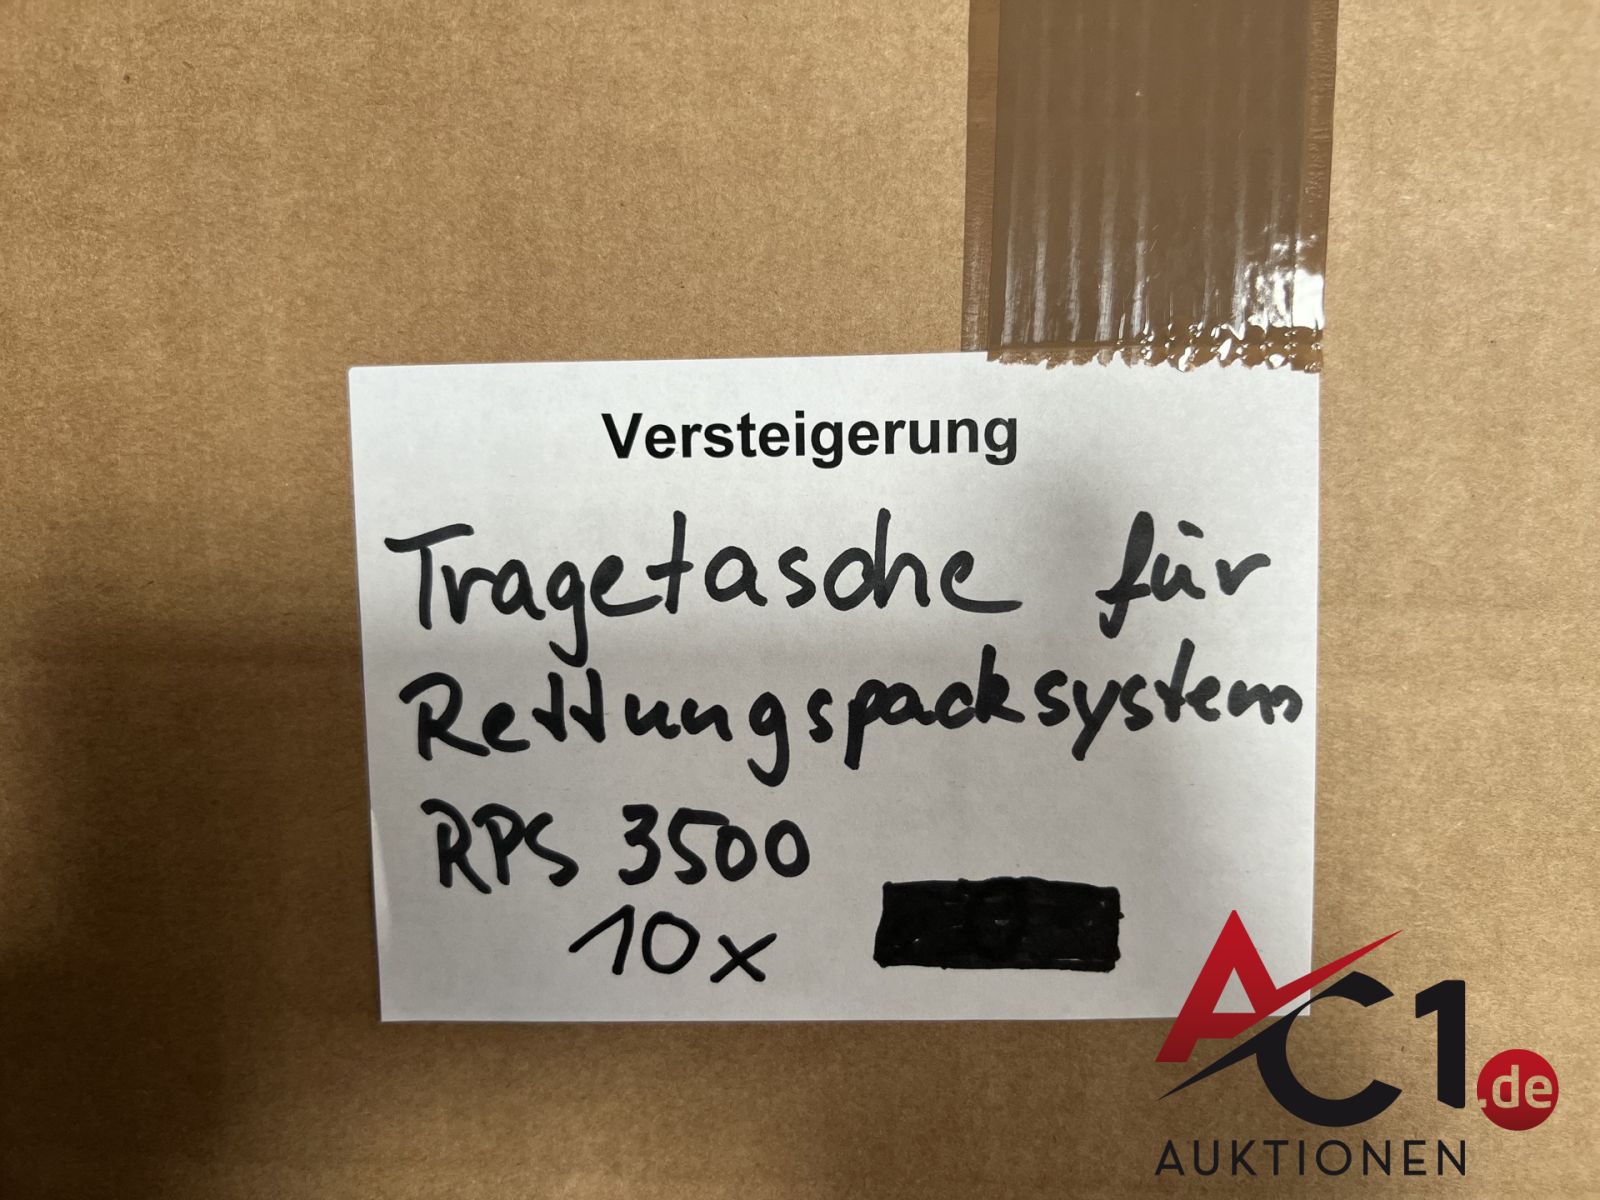 Versteigerung
Tragetasche für
Rettungspacksystem
RPS 3500
10x
AC1.de
AUKTIONEN